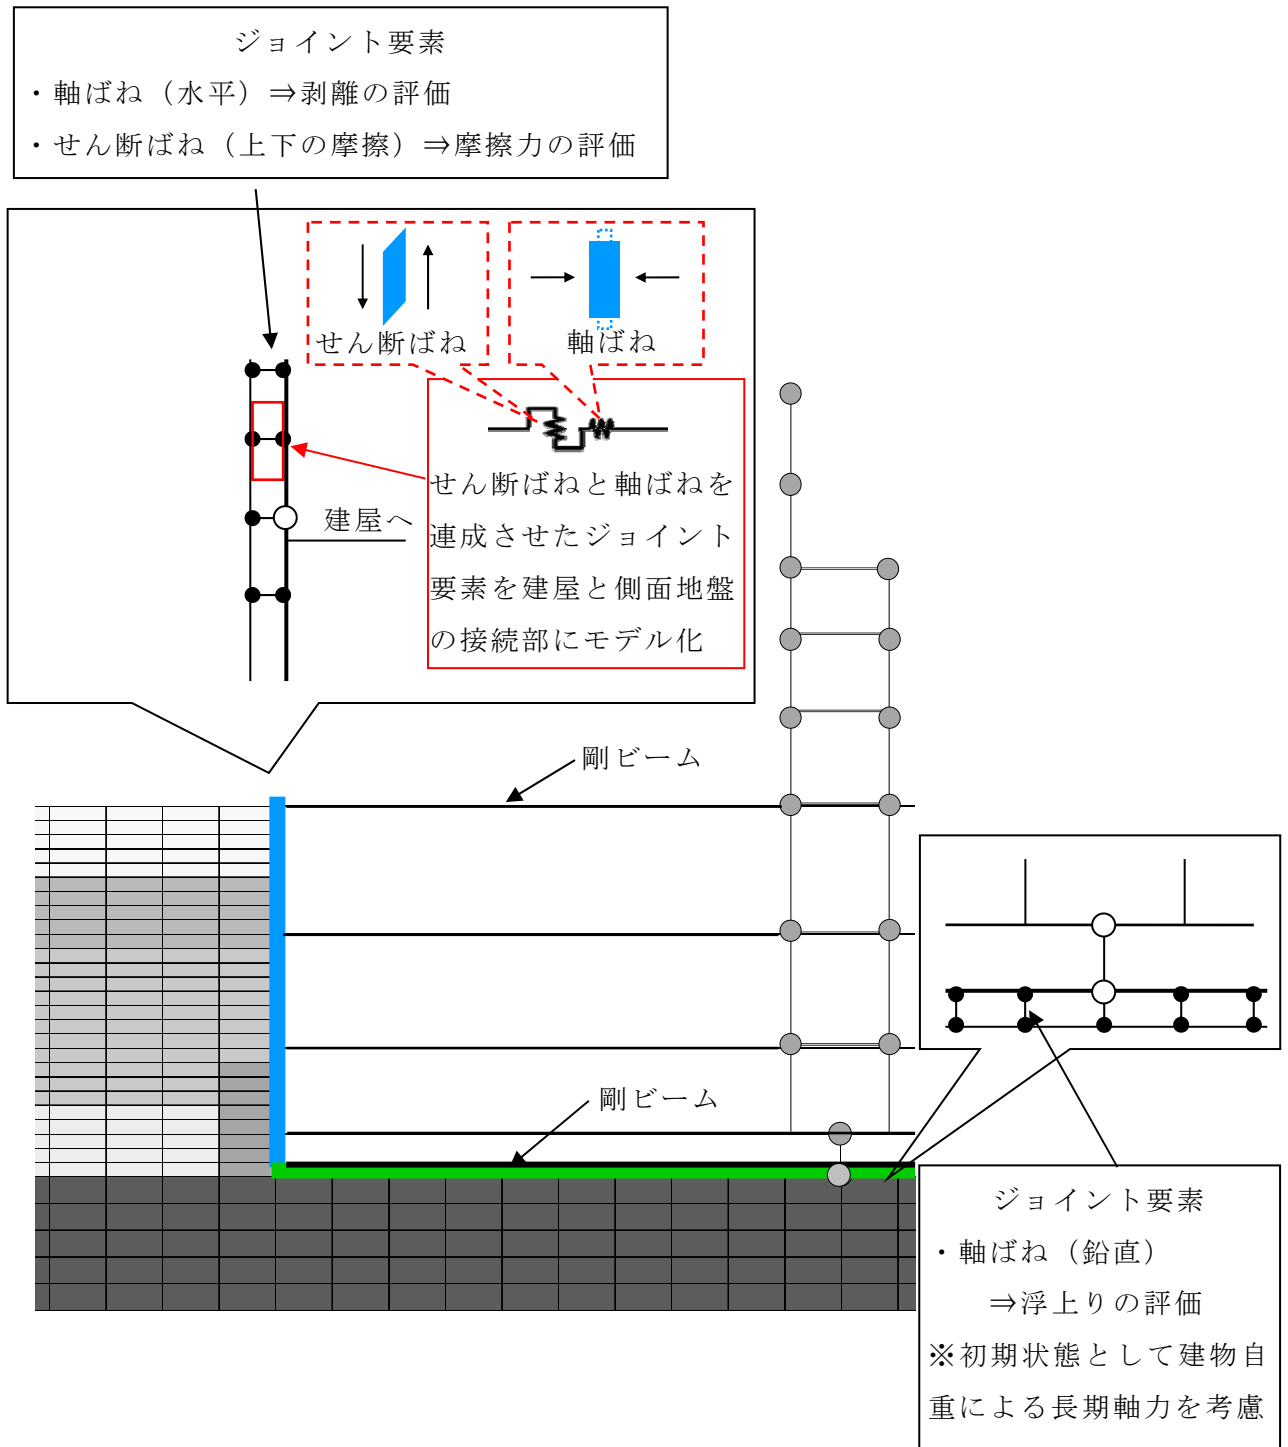 ジョイント要素
・軸ばね（水平）⇒剥離の評価
・せん断ばね（上下の摩擦）⇒摩擦力の評価
せん断ばね
軸ばね
せん断ばねと軸ばねを
連成させたジョイント
要素を建屋と側面地盤
の接続部にモデル化
建屋へ
剛ビーム
剛ビーム
ジョイント要素
・軸ばね（鉛直）
⇒浮上りの評価
※初期状態として建物自
重による長期軸力を考慮